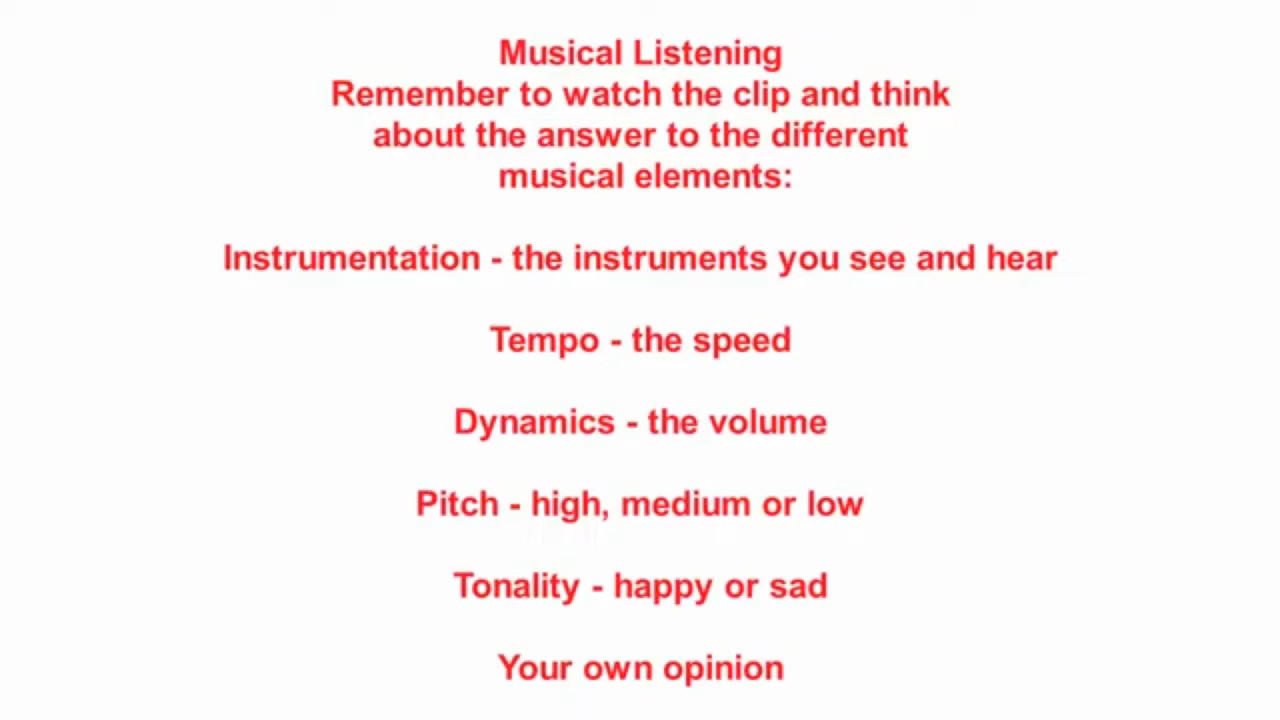 Musical Listening
Remember to watch the clip and think
about the answer to the different
musical elements:
Instrumentation - the instruments you see and hear
Tempo - the speed
Dynamics - the volume
Pitch - high, medium or low
Tonality - happy or sad
Your own opinion